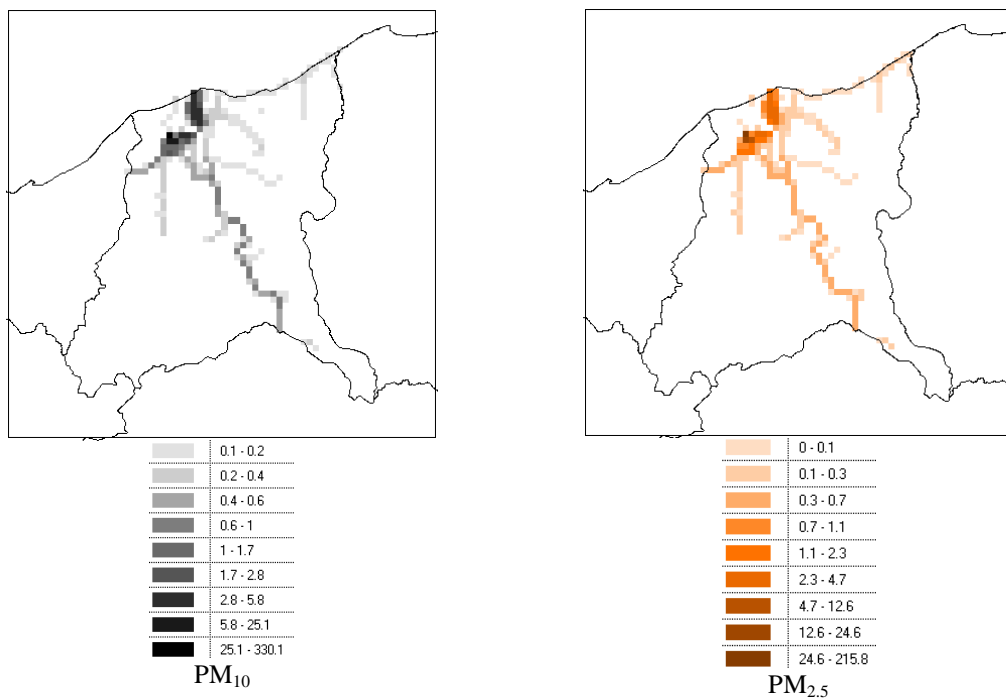 0.1 - 0.2
0.2 - 0.4
0.4 - 0.6
0.6 - 1
1 - 1.7
1.7 - 2.8
2.8 - 5.8
5.8 - 25.1
25.1 - 330.1
PM10
0 - 0.1
0.1 - 0.3
0.3 - 0.7
0.7 - 1.1
1.1 - 2.3
2.3 - 4.7
4.7 - 12.6
12.6 - 24.6
24.6 - 215.8
PM2.5